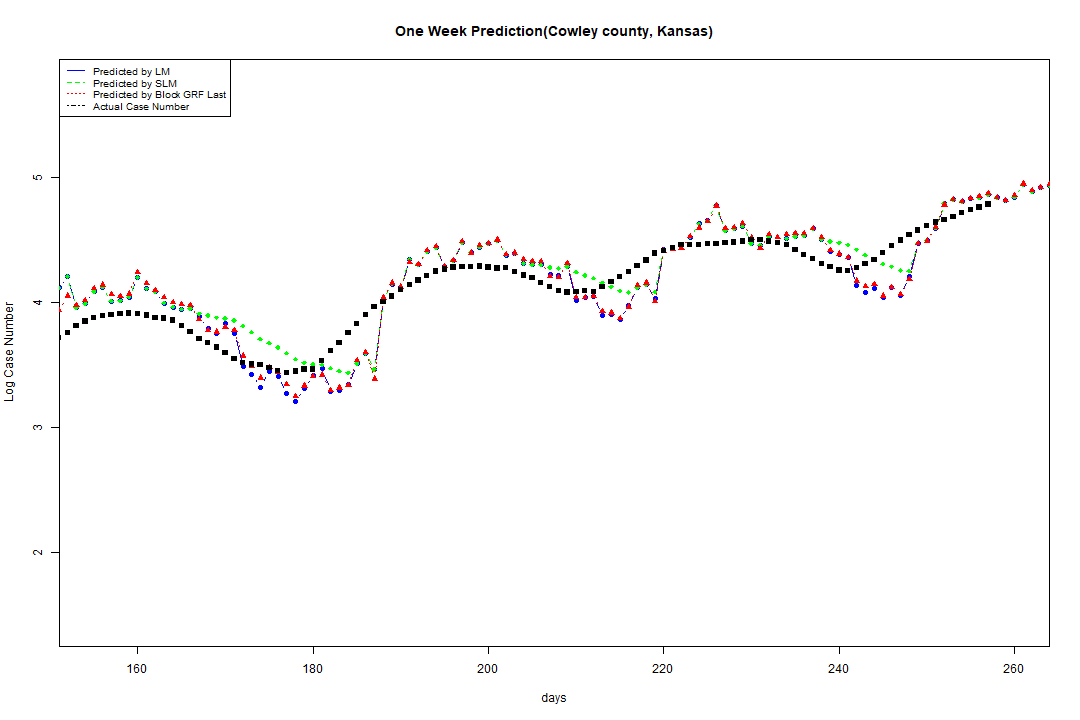 One Week Prediction(Cowley county, Kansas)
Predicted by LM
Predicted by SLM
Predicted by Block GRF Last
Actual Case Number
5
4
3
2
Log Case Number
160 180 200 220 240 260
days